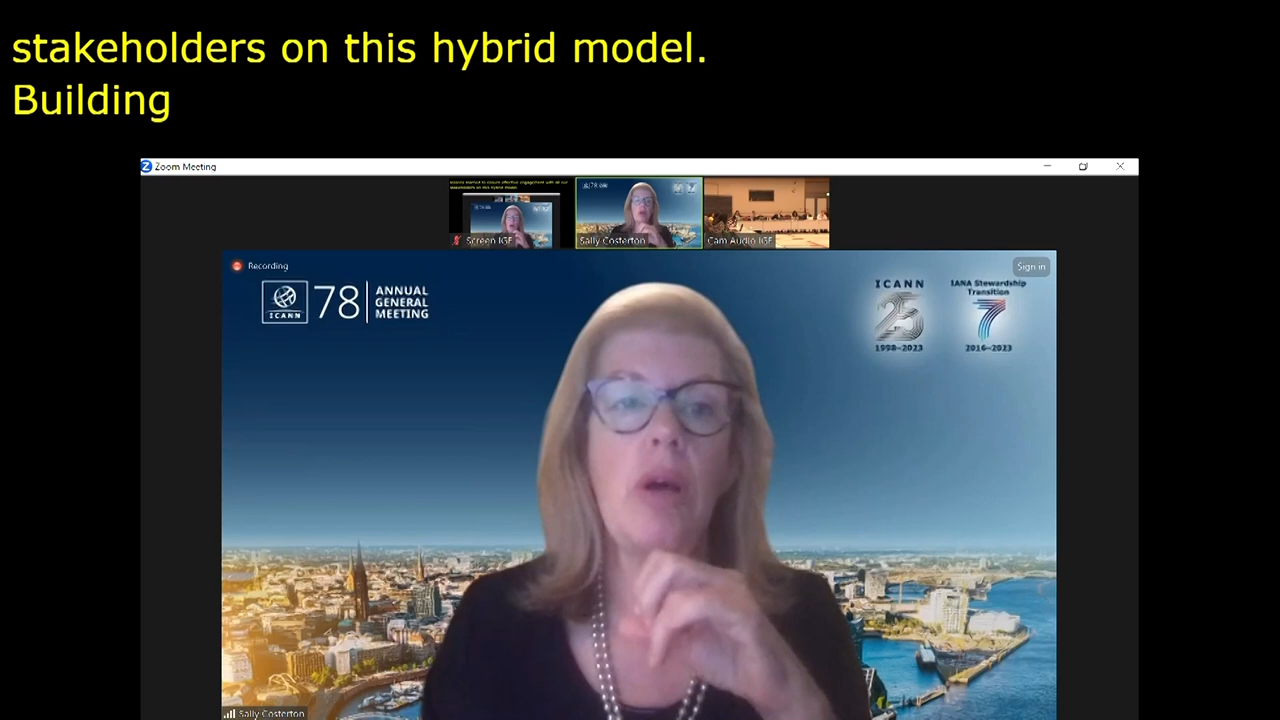 stakeholders on this hybrid model.
Building
Zoom Meeting
Screen IGF
Sally Costerton
Cam Audio IGF
Recording
Sign in
ICANN
78
ANNUAL
GENERAL
MEETING
ICANN
25
1998–2023
IANA Stewardship
Transition
7
2016–2023
Sally Costerton